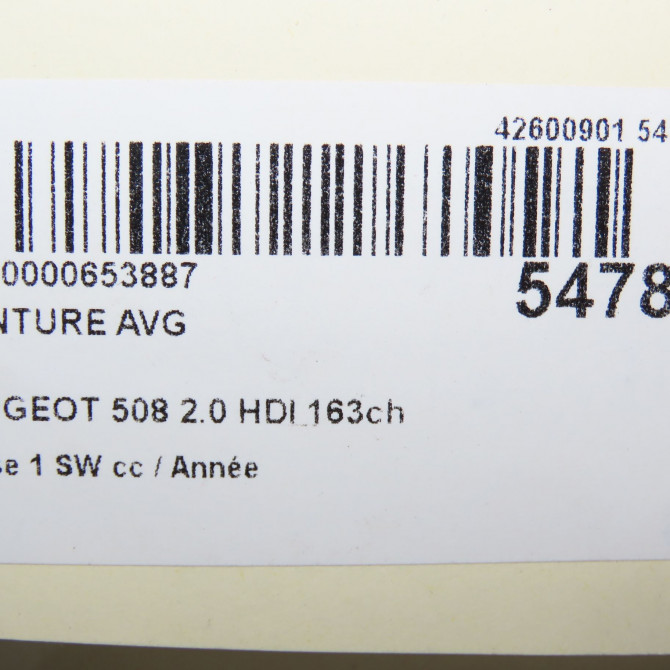 42600901 54
0000653887
5478
NTURE AVG
GEOT 508 2.0 HDI 163ch
se 1 SW cc / Année